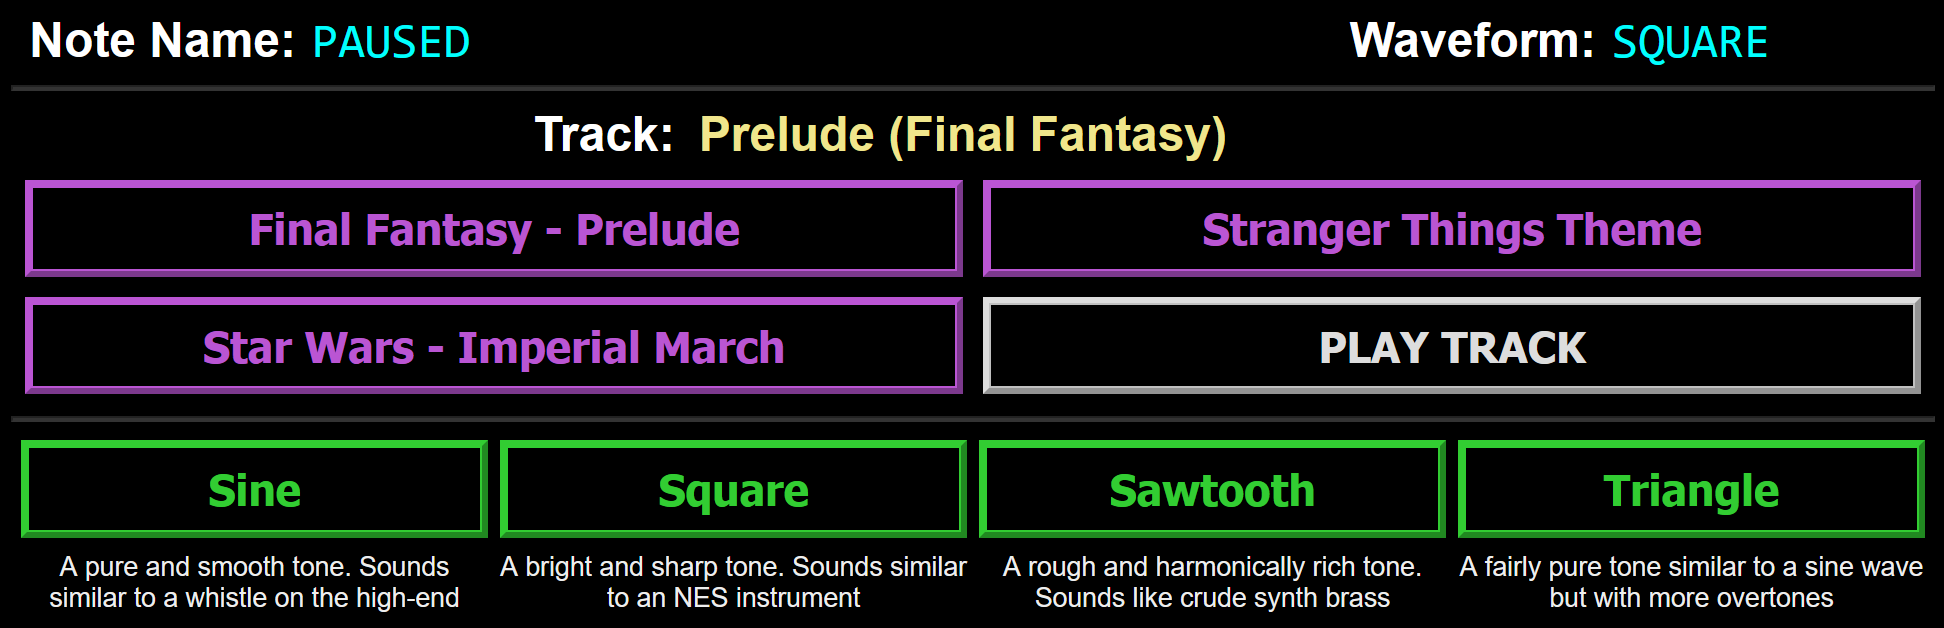 Note Name: PAUSED
Waveform: SQUARE
Track: Prelude (Final Fantasy)
Final Fantasy - Prelude
Stranger Things Theme
Star Wars - Imperial March
PLAY TRACK
Sine
Square
Sawtooth
Triangle
A pure and smooth tone. Sounds
similar to a whistle on the high-end
A bright and sharp tone. Sounds similar
to an NES instrument
A rough and harmonically rich tone.
Sounds like crude synth brass
A fairly pure tone similar to a sine wave
but with more overtones